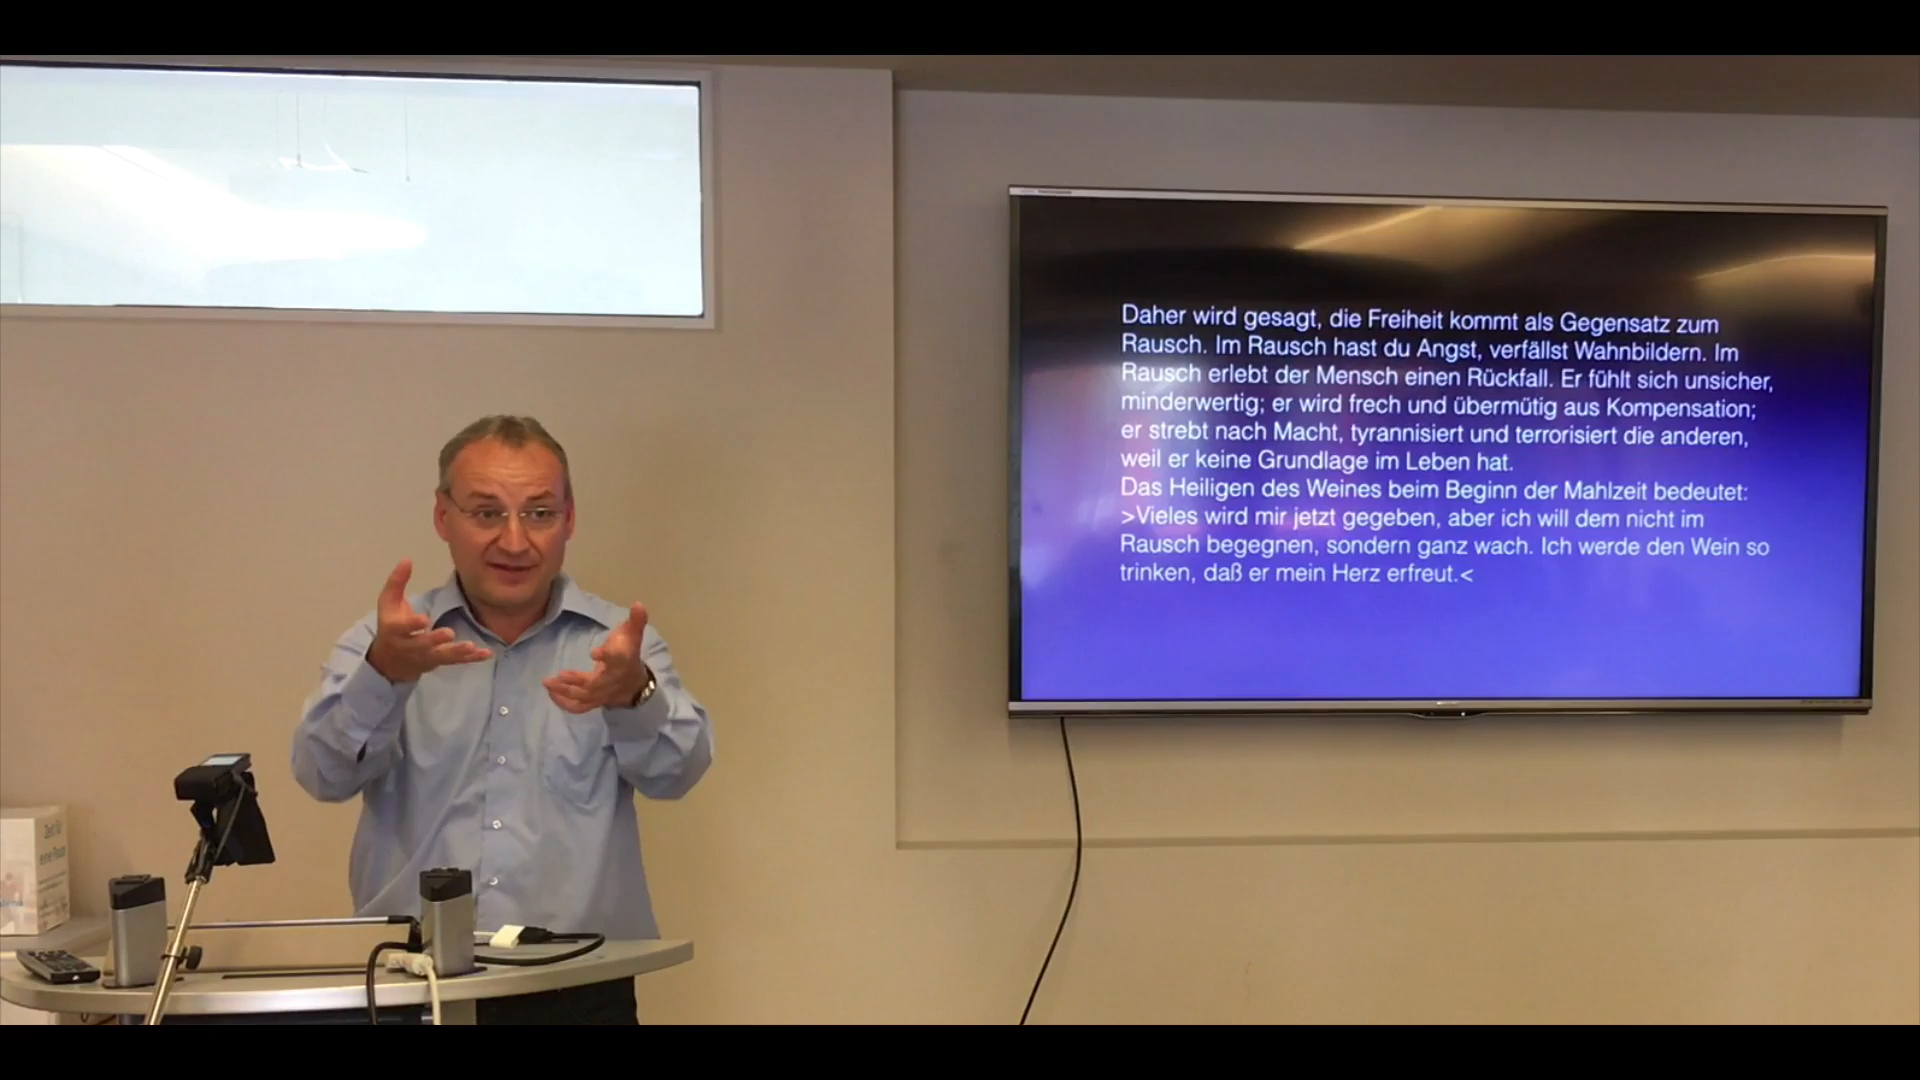 Daher wird gesagt, die Freiheit kommt als Gegensatz zum
Rausch. Im Rausch hast du Angst, verfällst Wahnbildern. Im
Rausch erlebt der Mensch einen Rückfall. Er fühlt sich unsicher,
minderwertig; er wird frech und übermütig aus Kompensation;
er strebt nach Macht, tyrannisiert und terrorisiert die anderen,
weil er keine Grundlage im Leben hat.
Das Heiligen des Weines beim Beginn der Mahlzeit bedeutet:
>Vieles wird mir jetzt gegeben, aber ich will dem nicht im
Rausch begegnen, sondern ganz wach. Ich werde den Wein so
trinken, daß er mein Herz erfreut.<
Zeit für
eine Pause